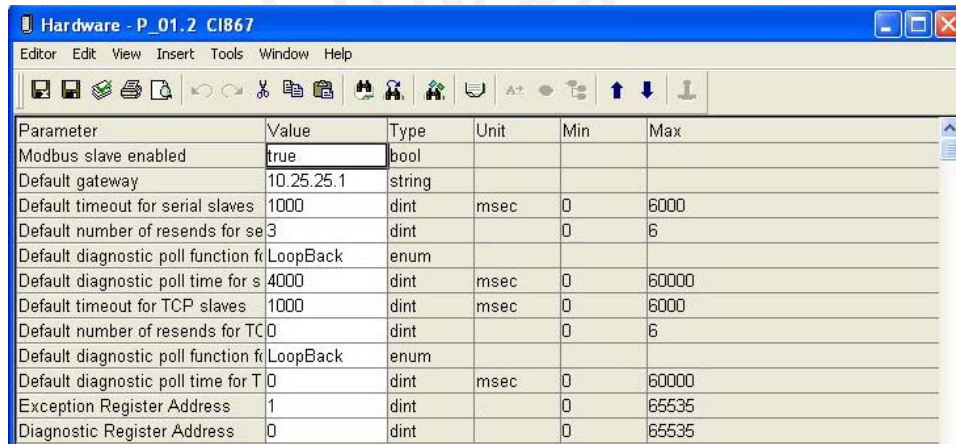 Hardware - P_01.2 CI867
Editor Edit View Insert Tools Window Help
Parameter Value Type Unit Min Max
Modbus slave enabled true bool
Default gateway 10.25.25.1 string
Default timeout for serial slaves 1000 dint msec 0 6000
Default number of resends for se 3 dint 0 6
Default diagnostic poll function fo LoopBack enum
Default diagnostic poll time for s 4000 dint msec 0 60000
Default timeout for TCP slaves 1000 dint msec 0 6000
Default number of resends for TC 0 dint 0 6
Default diagnostic poll function fo LoopBack enum
Default diagnostic poll time for T 0 dint msec 0 60000
Exception Register Address 1 dint 0 65535
Diagnostic Register Address 0 dint 0 65535